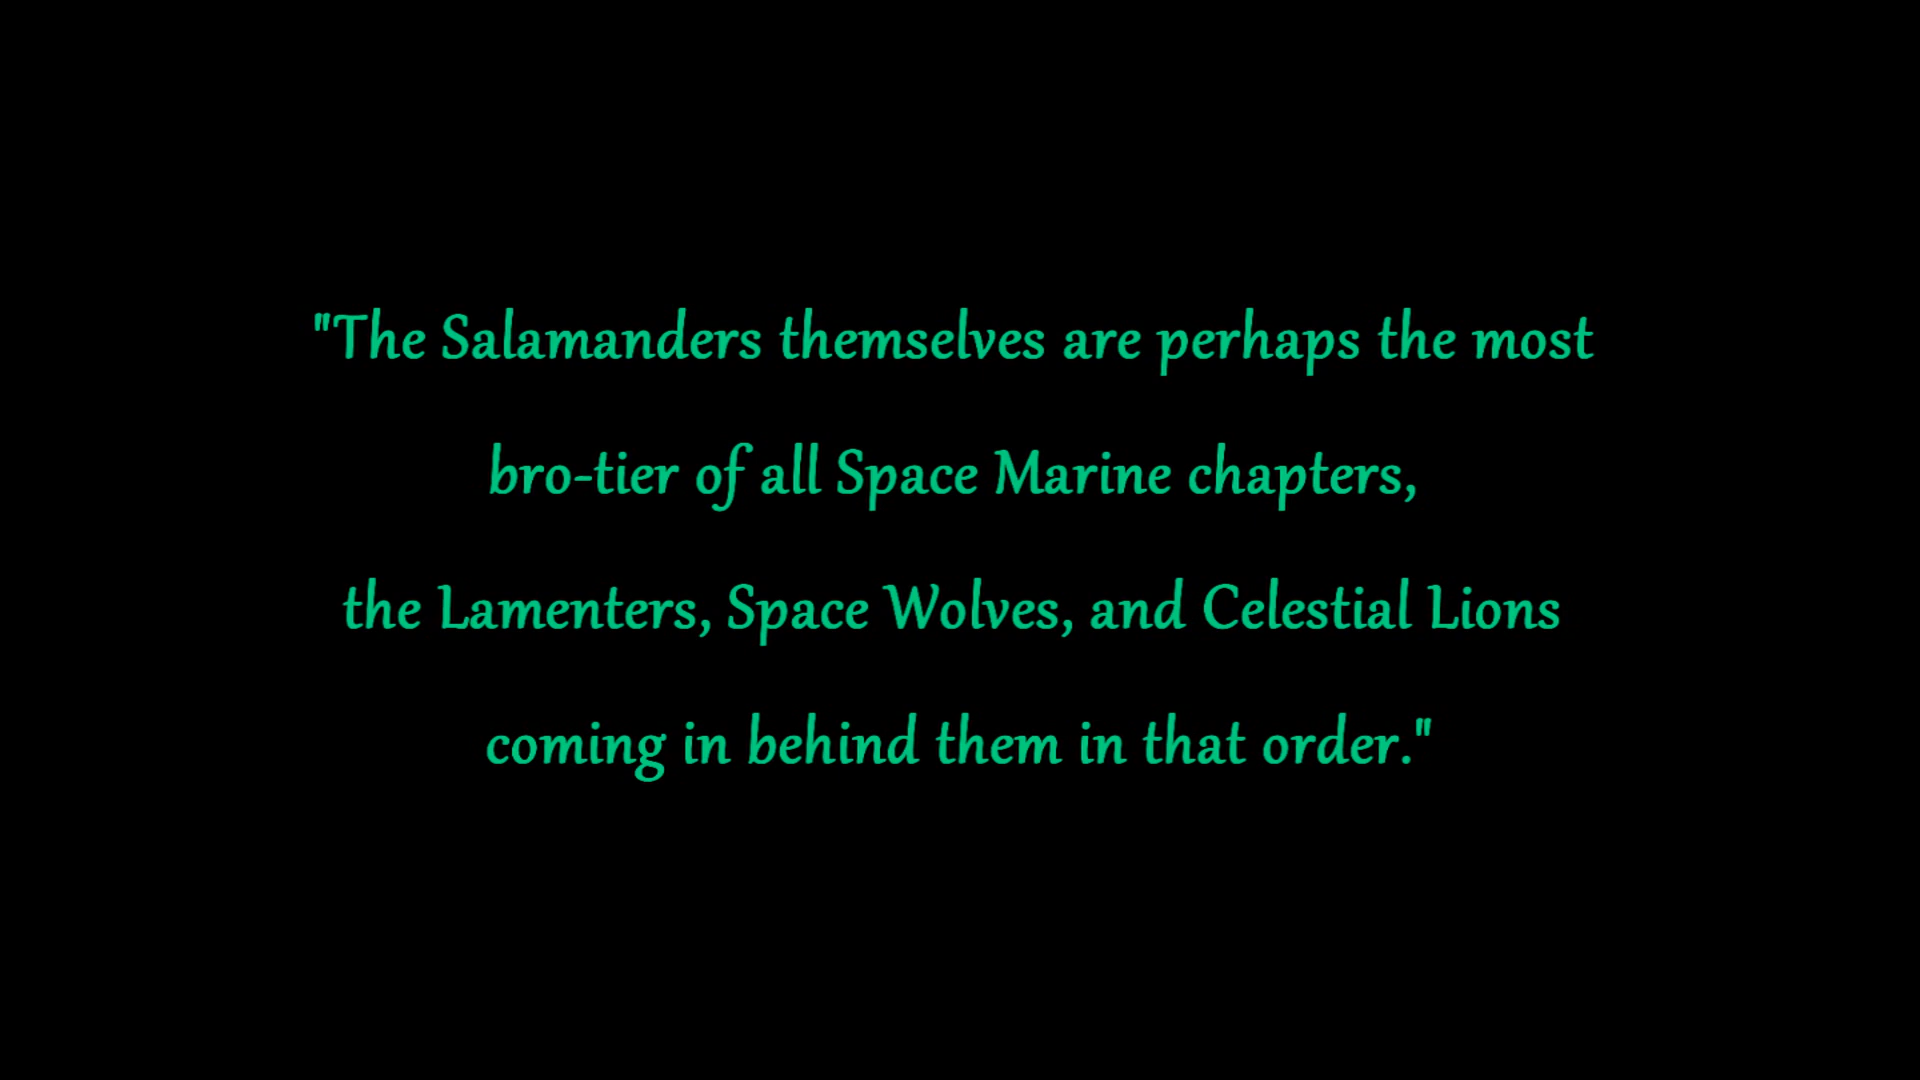 "The Salamanders themselves are perhaps the most
bro-tier of all Space Marine chapters,
the Lamenters, Space Wolves, and Celestial Lions
coming in behind them in that order."